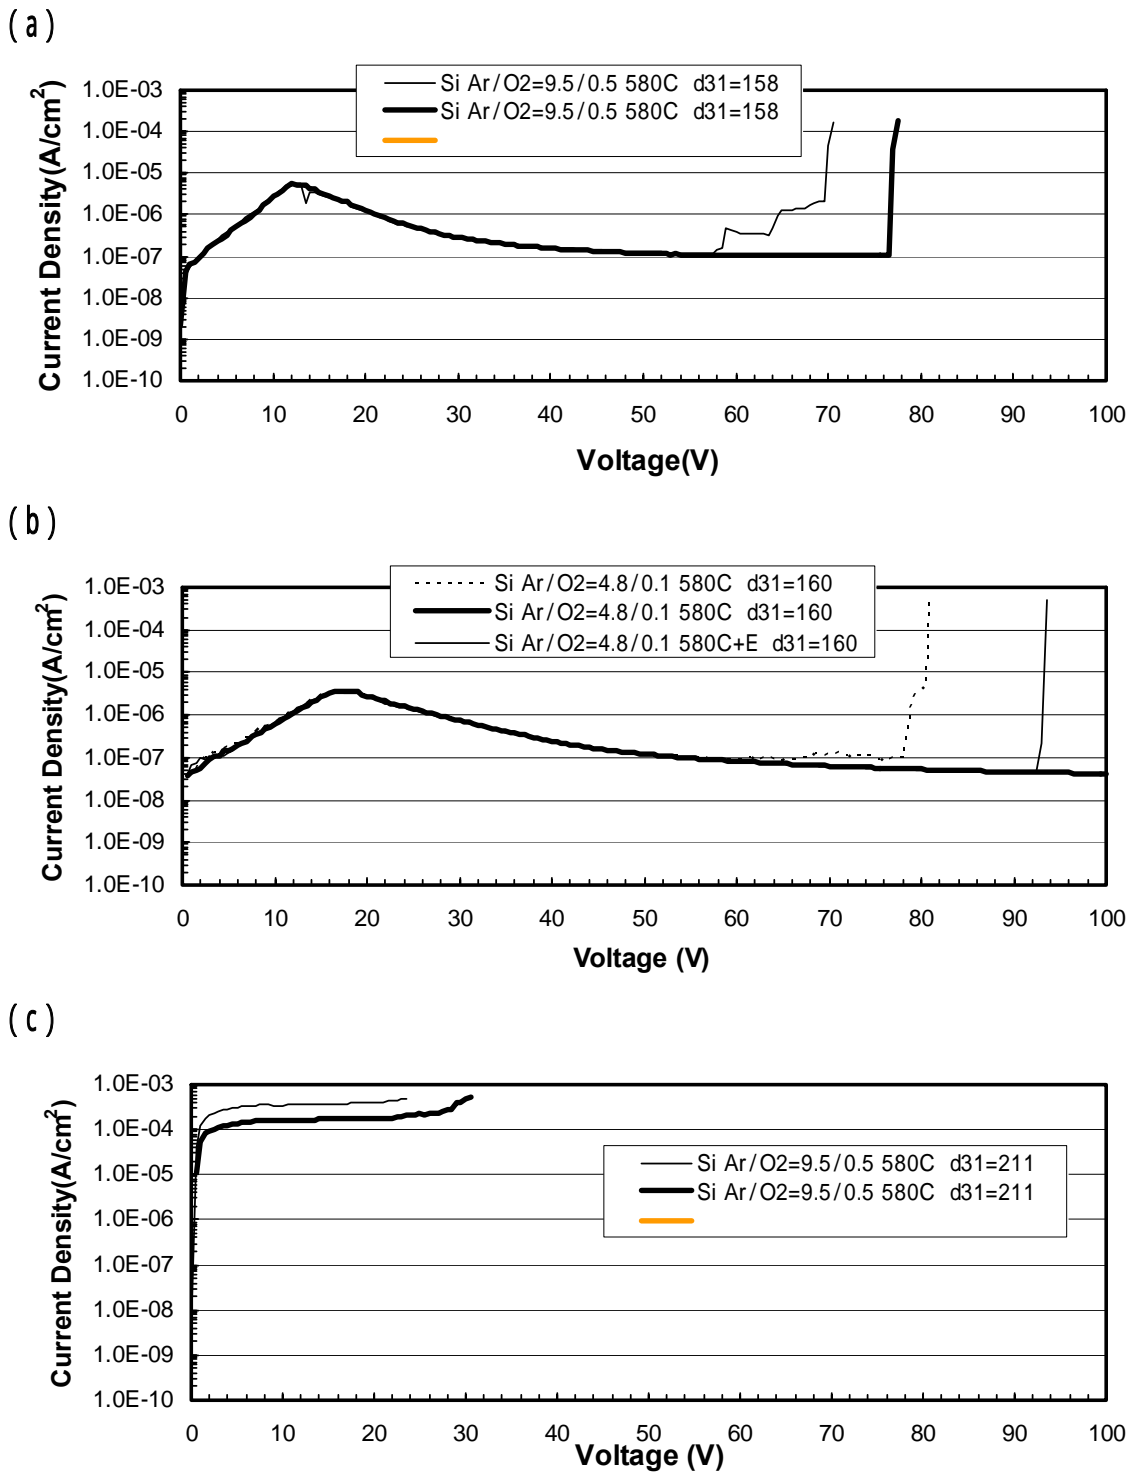 (a)
Si Ar/O2=9.5/0.5 580C d31=158
Si Ar/O2=9.5/0.5 580C d31=158
1.0E-03
1.0E-04
1.0E-05
1.0E-06
1.0E-07
1.0E-08
1.0E-09
1.0E-10
Current Density(A/cm²)
0 10 20 30 40 50 60 70 80 90 100
Voltage(V)
(b)
Si Ar/O2=4.8/0.1 580C d31=160
Si Ar/O2=4.8/0.1 580C d31=160
Si Ar/O2=4.8/0.1 580C+E d31=160
1.0E-03
1.0E-04
1.0E-05
1.0E-06
1.0E-07
1.0E-08
1.0E-09
1.0E-10
Current Density(A/cm²)
0 10 20 30 40 50 60 70 80 90 100
Voltage (V)
(c)
1.0E-03
1.0E-04
1.0E-05
1.0E-06
1.0E-07
1.0E-08
1.0E-09
1.0E-10
Current Density(A/cm²)
Si Ar/O2=9.5/0.5 580C d31=211
Si Ar/O2=9.5/0.5 580C d31=211
0 10 20 30 40 50 60 70 80 90 100
Voltage (V)